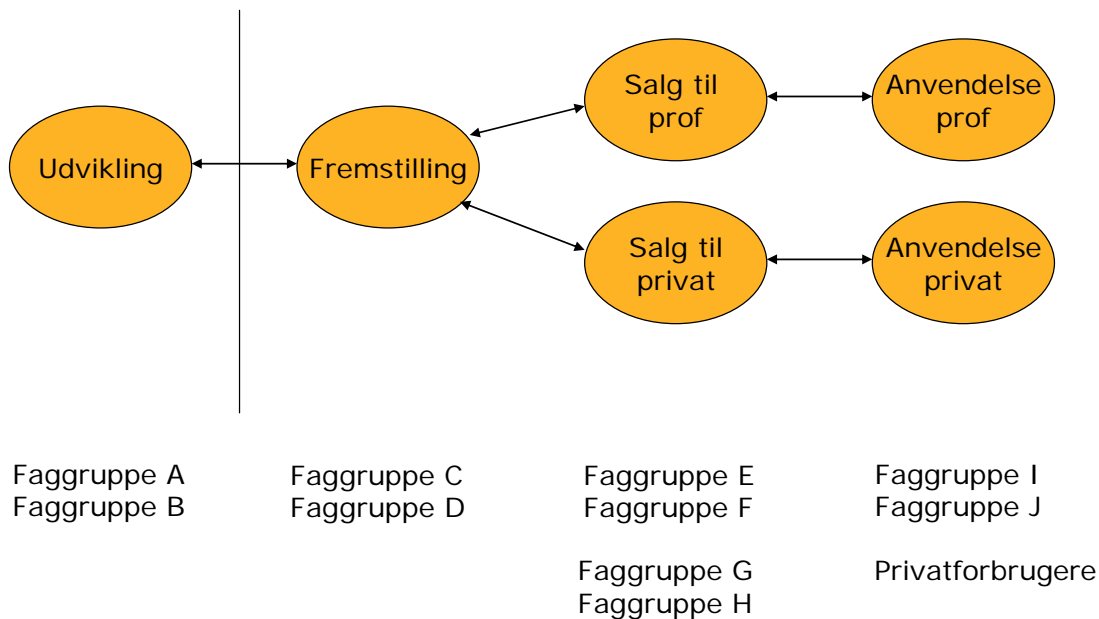 Udvikling
Fremstilling
Salg til
prof
Anvendelse
prof
Salg til
privat
Anvendelse
privat
Faggruppe A
Faggruppe B
Faggruppe C
Faggruppe D
Faggruppe E
Faggruppe F
Faggruppe G
Faggruppe H
Faggruppe I
Faggruppe J
Privatforbrugere